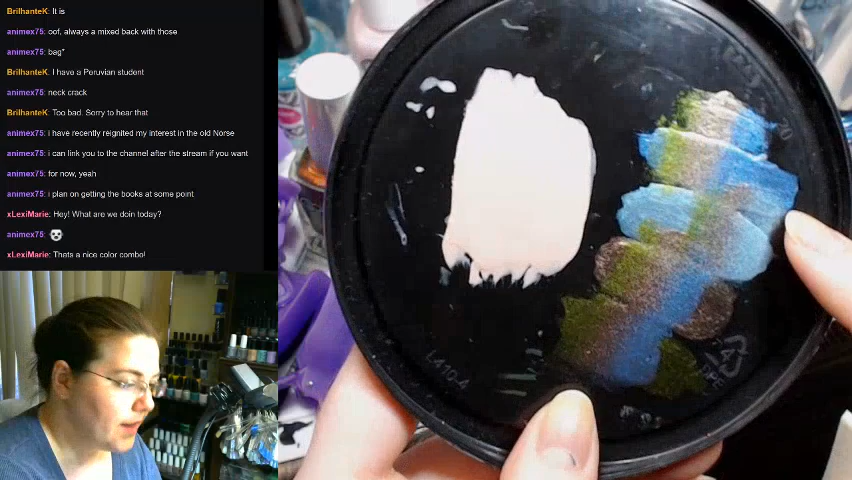 BrilhanteK: It is
animex75: oof, always a mixed back with those
animex75: bag*
BrilhanteK: I have a Peruvian student
animex75: neck crack
BrilhanteK: Too bad. Sorry to hear that
animex75: i have recently reignited my interest in the old Norse
animex75: i can link you to the channel after the stream if you want
animex75: for now, yeah
animex75: i plan on getting the books at some point
xLexiMarie: Hey! What are we doin today?
animex75:
xLexiMarie: Thats a nice color combo!
L410-4